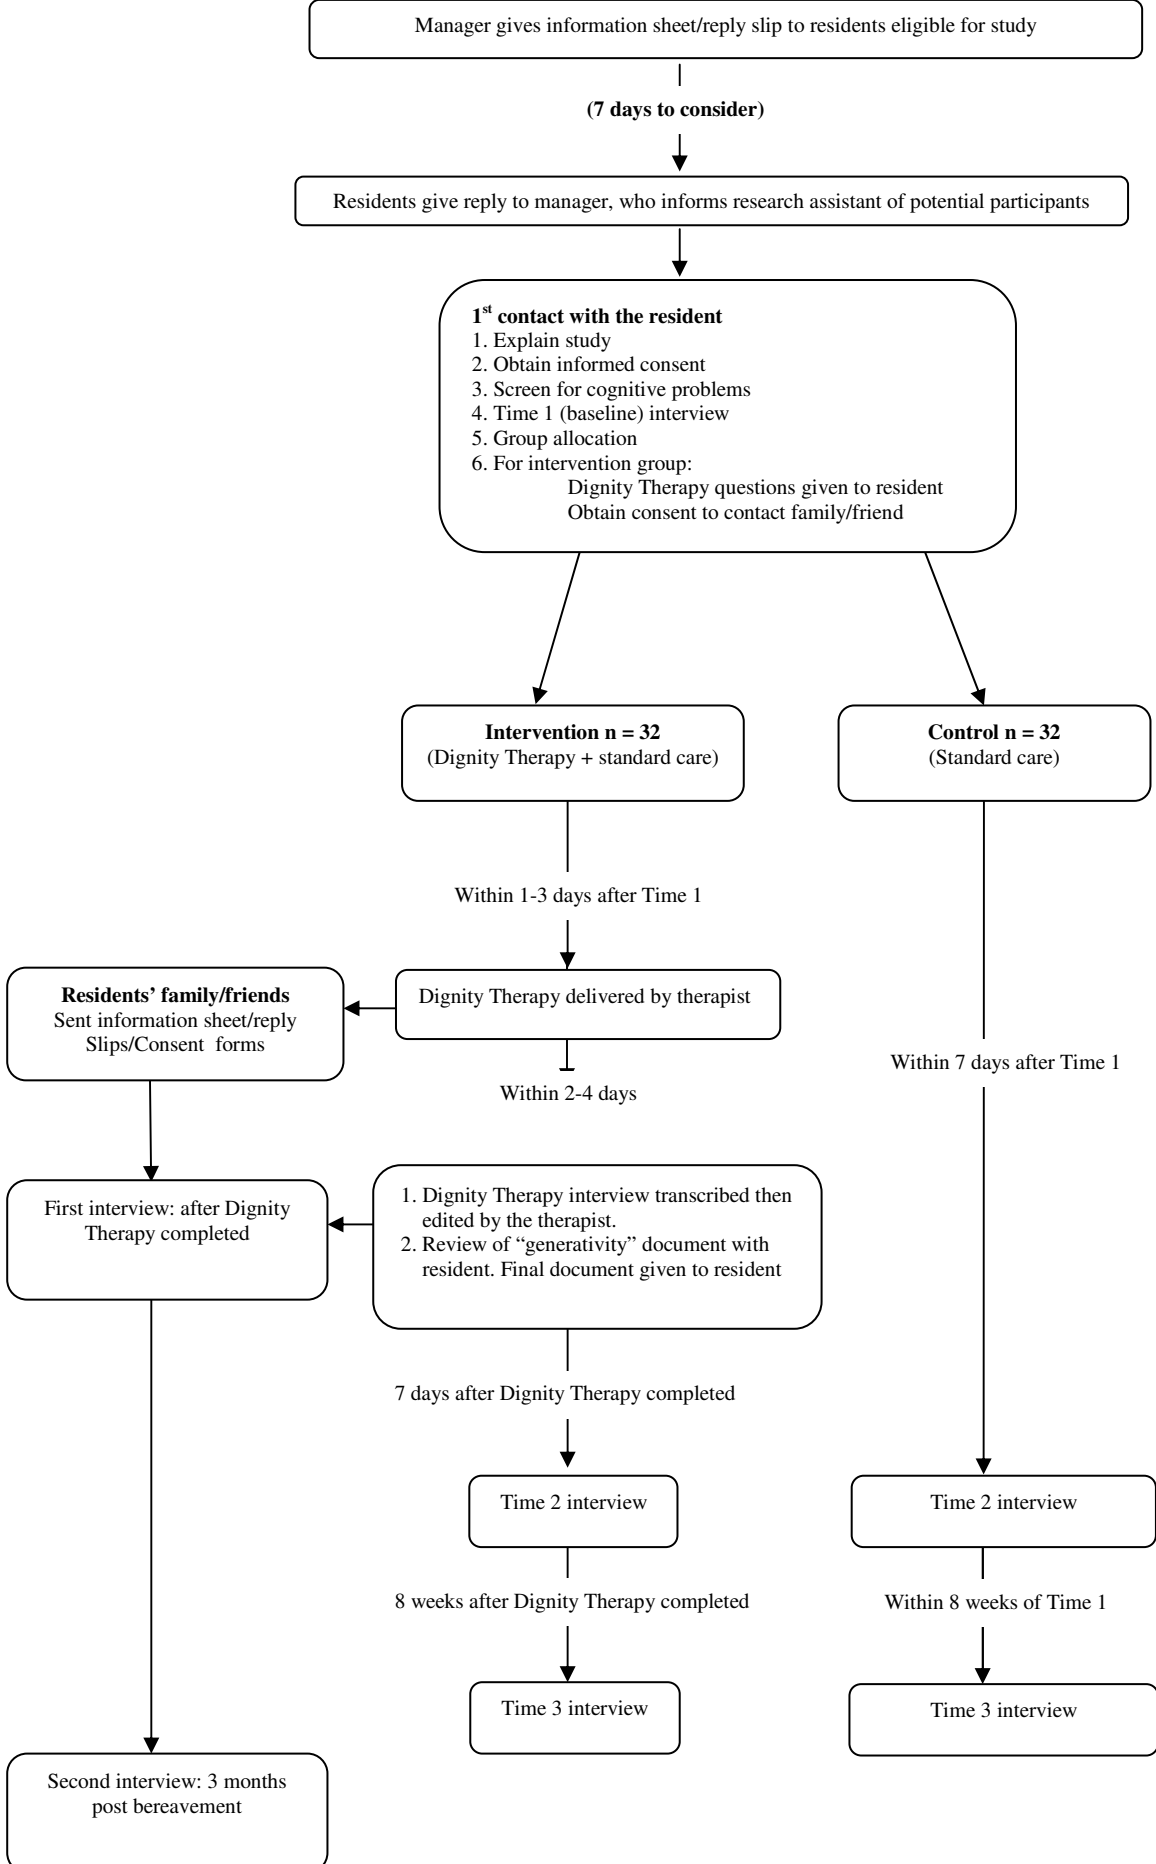 Manager gives information sheet/reply slip to residents eligible for study
(7 days to consider)
Residents give reply to manager, who informs research assistant of potential participants
1st contact with the resident
1. Explain study
2. Obtain informed consent
3. Screen for cognitive problems
4. Time 1 (baseline) interview
5. Group allocation
6. For intervention group:
Dignity Therapy questions given to resident
Obtain consent to contact family/friend
Intervention n = 32
(Dignity Therapy + standard care)
Control n = 32
(Standard care)
Within 1-3 days after Time 1
Residents’ family/friends
Sent information sheet/reply
Slips/Consent forms
Dignity Therapy delivered by therapist
Within 7 days after Time 1
Within 2-4 days
First interview: after Dignity
Therapy completed
1. Dignity Therapy interview transcribed then
edited by the therapist.
2. Review of “generativity” document with
resident. Final document given to resident
7 days after Dignity Therapy completed
Time 2 interview
Time 2 interview
8 weeks after Dignity Therapy completed
Within 8 weeks of Time 1
Time 3 interview
Time 3 interview
Second interview: 3 months
post bereavement